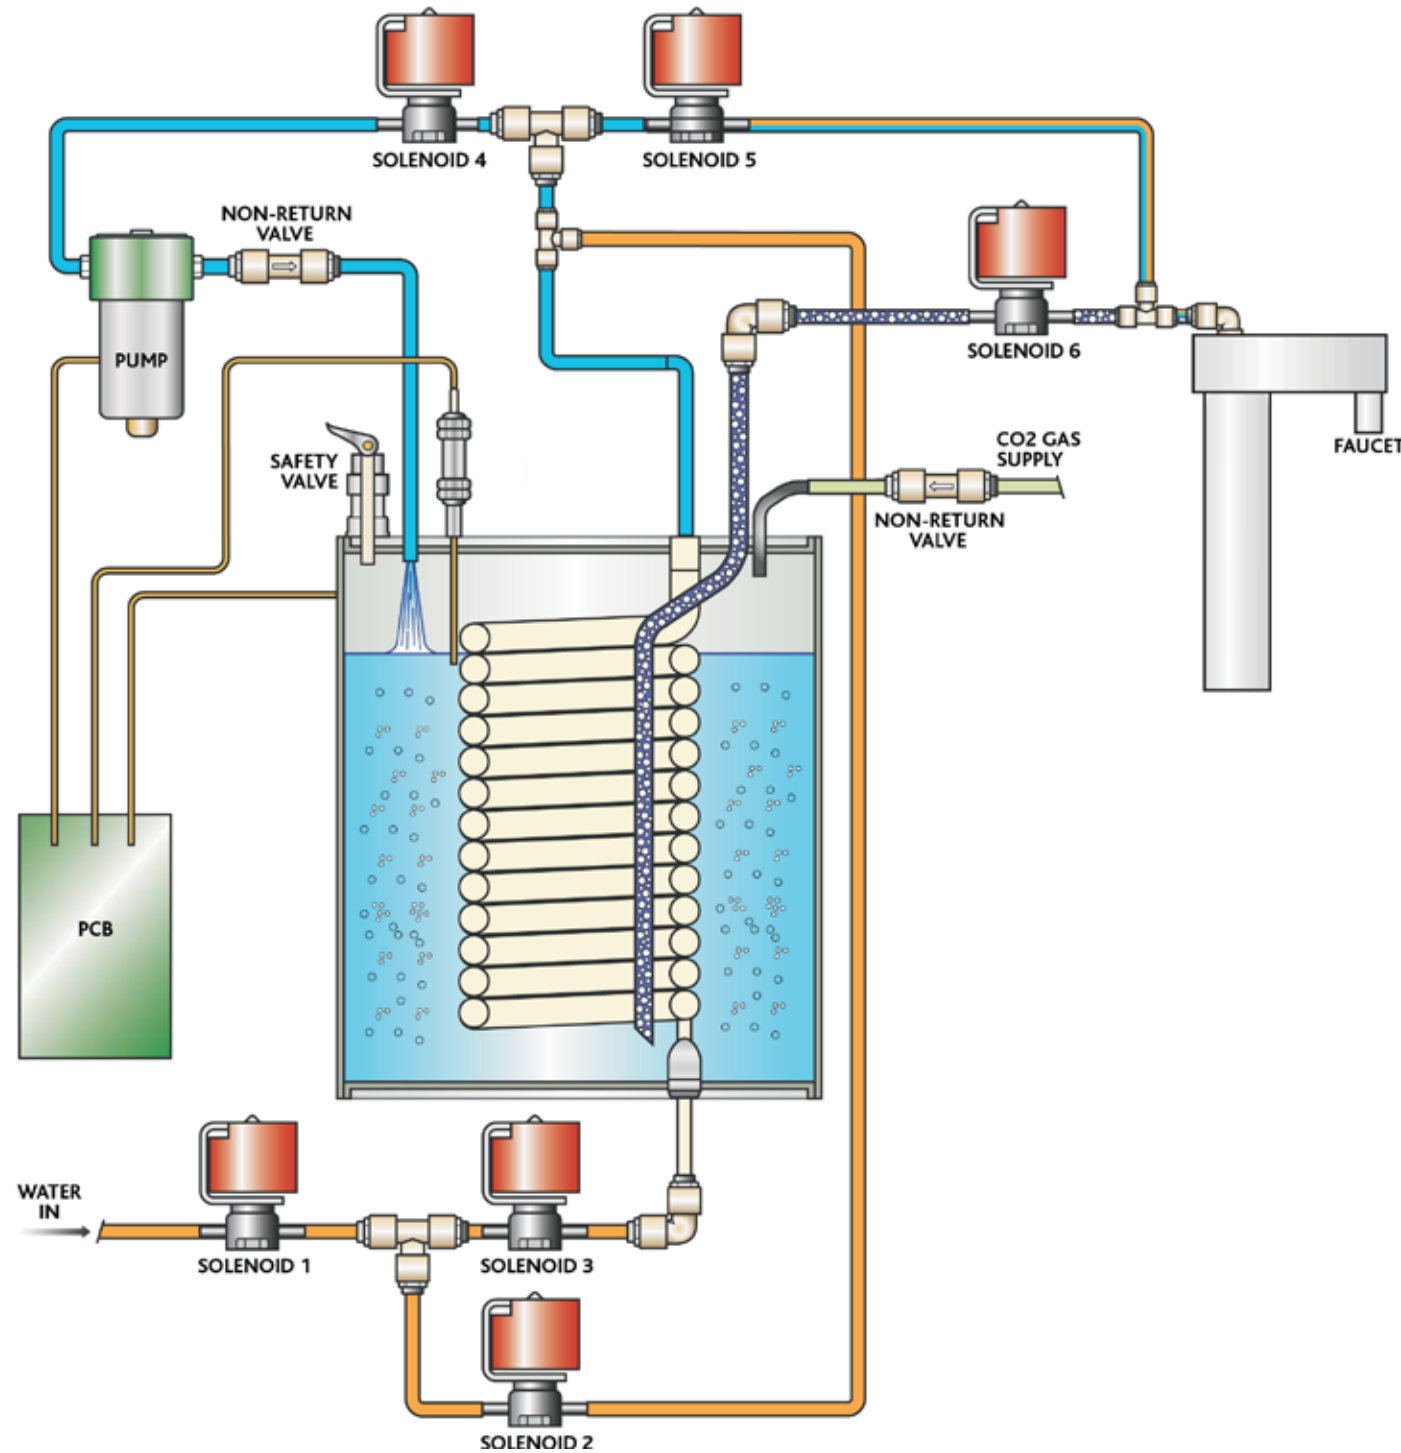 SOLENOID 4
SOLENOID 5
NON-RETURN
VALVE
SOLENOID 6
PUMP
FAUCET
CO2 GAS
SUPPLY
SAFETY
VALVE
NON-RETURN
VALVE
PCB
WATER
IN
SOLENOID 1
SOLENOID 3
SOLENOID 2